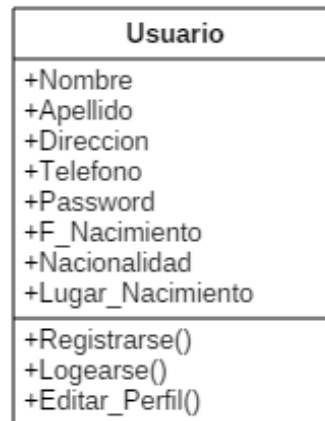 Usuario
+Nombre
+Apellido
+Direccion
+Telefono
+Password
+F_Nacimiento
+Nacionalidad
+Lugar_Nacimiento
+Registrarse()
+Logearse()
+Editar_Perfil()